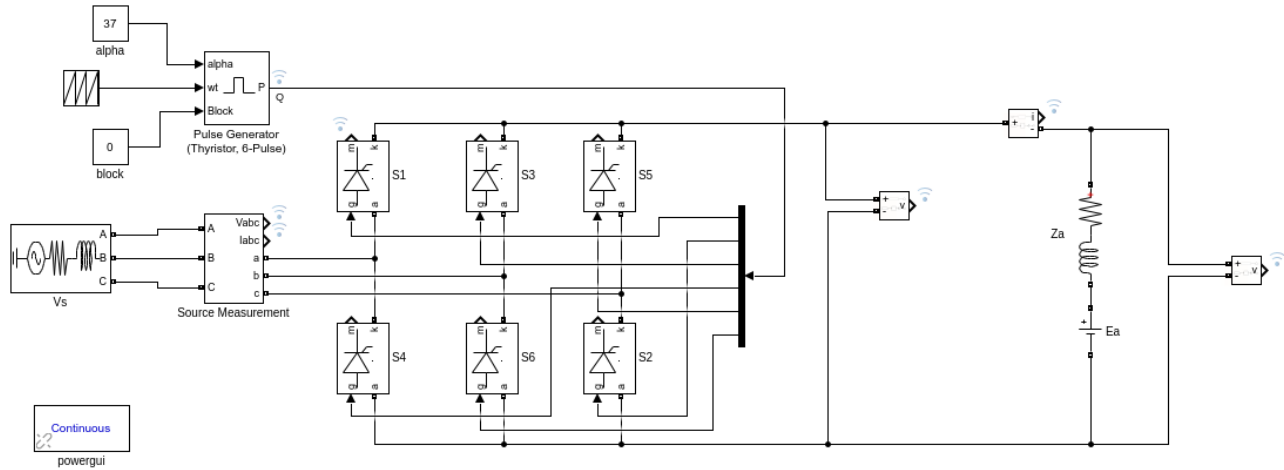 37
alpha
alpha
wt
Block
P
Q
Pulse Generator
(Thyristor, 6-Pulse)
0
block
m
k
g
a
S1
m
k
g
a
S3
m
k
g
a
S5
+
i
-
+
-
v
A
B
C
Vs
A
B
C
Vabc
Iabc
a
b
c
Source Measurement
Za
+
Ea
+
-
v
m
k
g
a
S4
m
k
g
a
S6
m
k
g
a
S2
Continuous
powergui